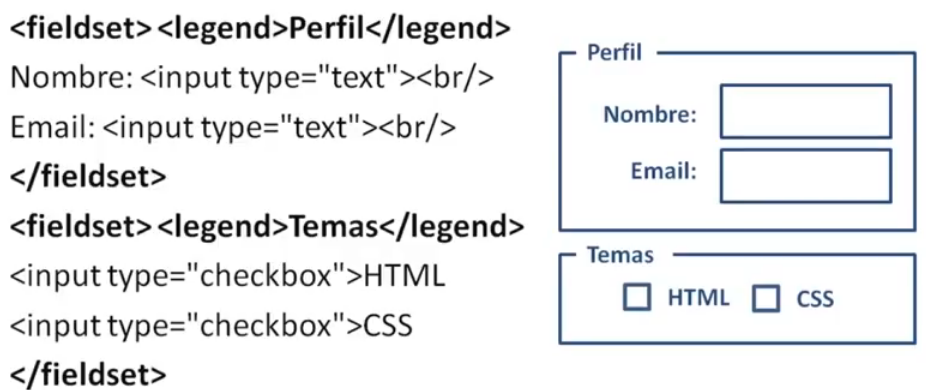 <fieldset><legend>Perfil</legend>
Nombre: <input type="text"><br/>
Email: <input type="text"><br/>
</fieldset>
<fieldset><legend>Temas</legend>
<input type="checkbox">HTML
<input type="checkbox">CSS
</fieldset>
Perfil
Nombre:
Email:
Temas
HTML CSS